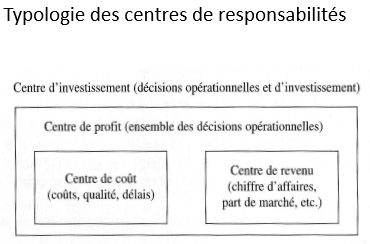 Typologie des centres de responsabilités
Centre d'investissement (décisions opérationnelles et d'investissement)
Centre de profit (ensemble des décisions opérationnelles)
Centre de coût
(coûts, qualité, délais)
Centre de revenu
(chiffre d'affaires,
part de marché, etc.)